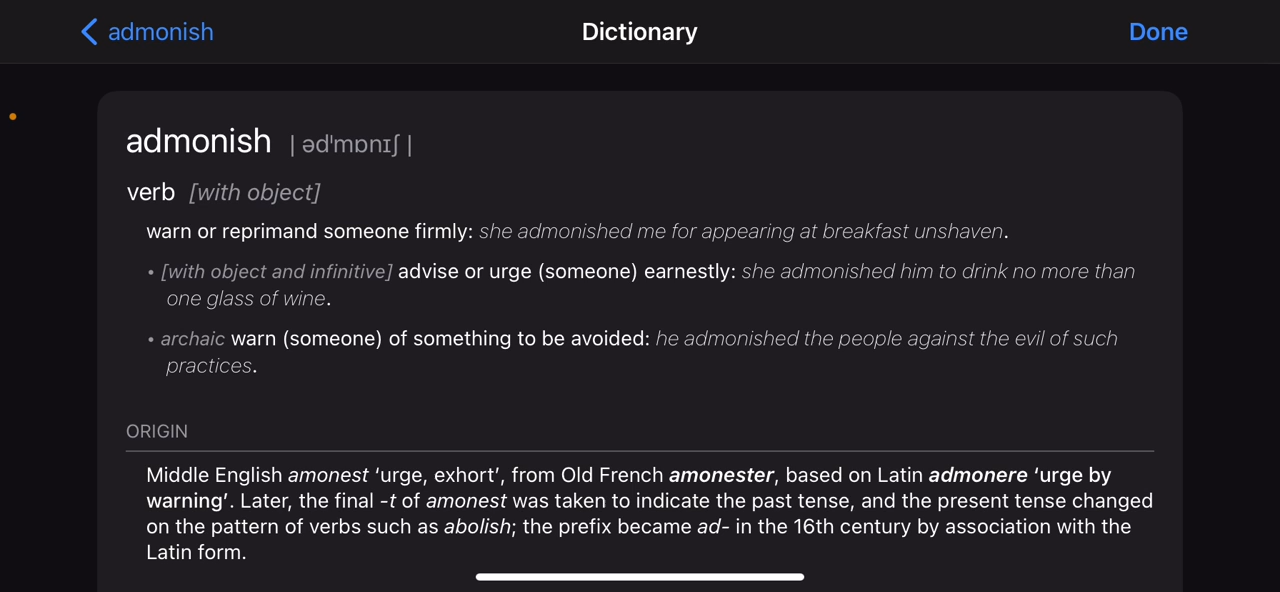 admonish
Dictionary
Done
admonish | ədˈmɒnɪʃ |
verb [with object]
warn or reprimand someone firmly: she admonished me for appearing at breakfast unshaven.
• [with object and infinitive] advise or urge (someone) earnestly: she admonished him to drink no more than
one glass of wine.
• archaic warn (someone) of something to be avoided: he admonished the people against the evil of such
practices.
ORIGIN
Middle English amonest ‘urge, exhort’, from Old French amonester, based on Latin admonere ‘urge by
warning’. Later, the final -t of amonest was taken to indicate the past tense, and the present tense changed
on the pattern of verbs such as abolish; the prefix became ad- in the 16th century by association with the
Latin form.